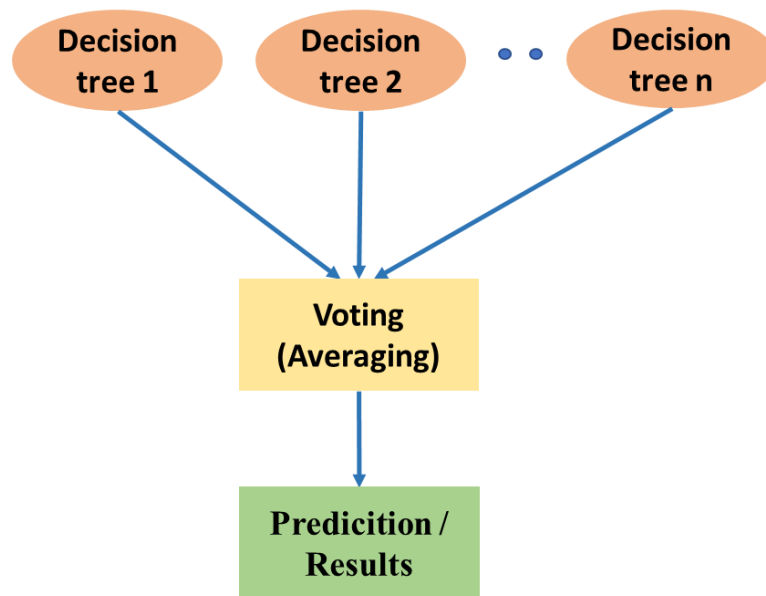 Decision
tree 1
Decision
tree 2
Decision
tree n
Voting
(Averaging)
Predicition /
Results